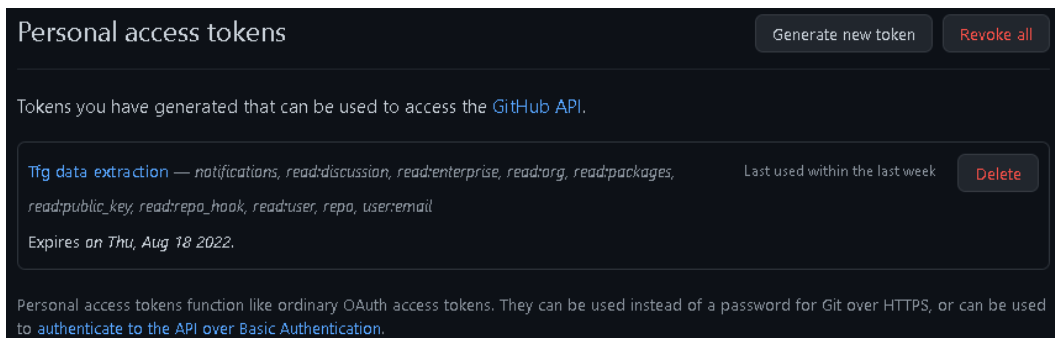 Personal access tokens
Generate new token
Revoke all
Tokens you have generated that can be used to access the GitHub API.
Tfg data extraction — notifications, read:discussion, read:enterprise, read:org, read:packages,
read:public_key, read:repo_hook, read:user, repo, user:email
Last used within the last week
Delete
Expires on Thu, Aug 18 2022.
Personal access tokens function like ordinary OAuth access tokens. They can be used instead of a password for Git over HTTPS, or can be used
to authenticate to the API over Basic Authentication.